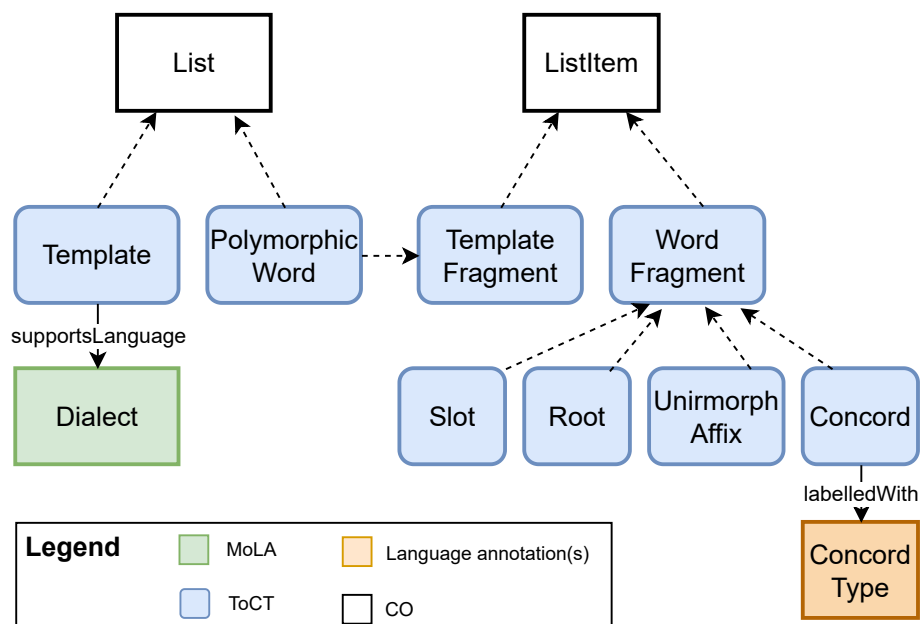 List
ListItem
Template
Polymorphic
Word
Template
Fragment
Word
Fragment
supportsLanguage
Dialect
Slot
Root
Unirmorph
Affix
Concord
labelledWith
Concord
Type
Legend
MoLA
Language annotation(s)
ToCT
CO